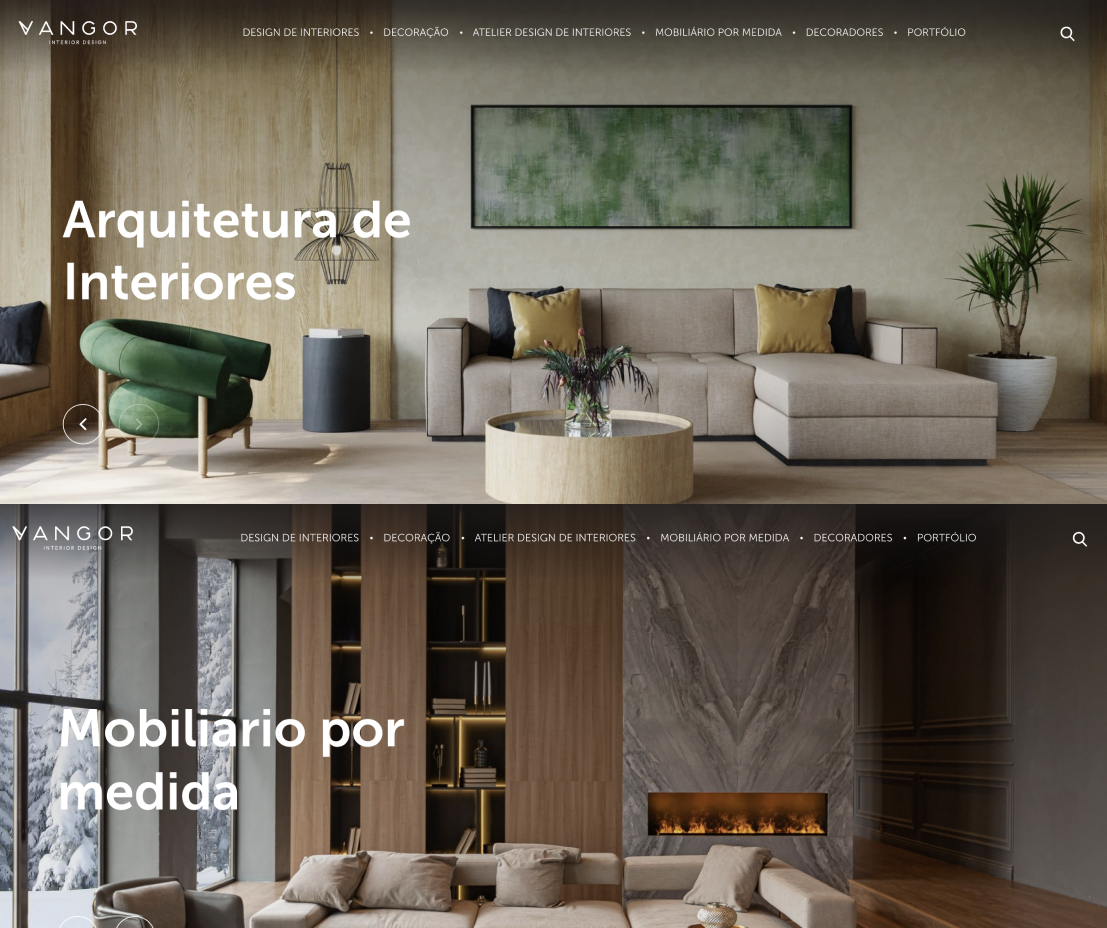 VANGOR
INTERIOR DESIGN
DESIGN DE INTERIORES • DECORAÇÃO • ATELIER DESIGN DE INTERIORES • MOBILIÁRIO POR MEDIDA • DECORADORES • PORTFÓLIO
Arquitetura de
Interiores
VANGOR
INTERIOR DESIGN
DESIGN DE INTERIORES • DECORAÇÃO • ATELIER DESIGN DE INTERIORES • MOBILIÁRIO POR MEDIDA • DECORADORES • PORTFÓLIO
Mobiliário por
medida